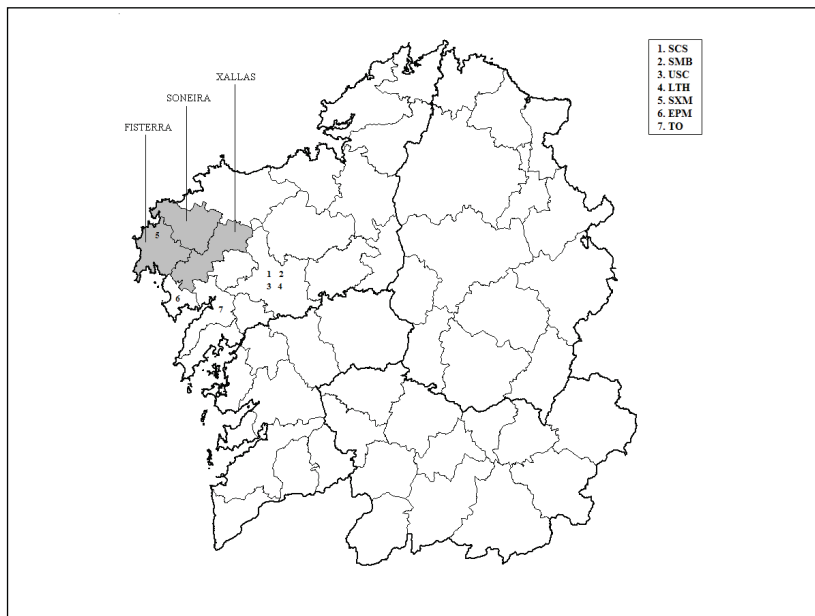 XALLAS
SONEIRA
FISTERRA
1. SCS
2. SMB
3. USC
4. LTH
5. SXM
6. EPM
7. TO
5
1 2
3 4
6
7